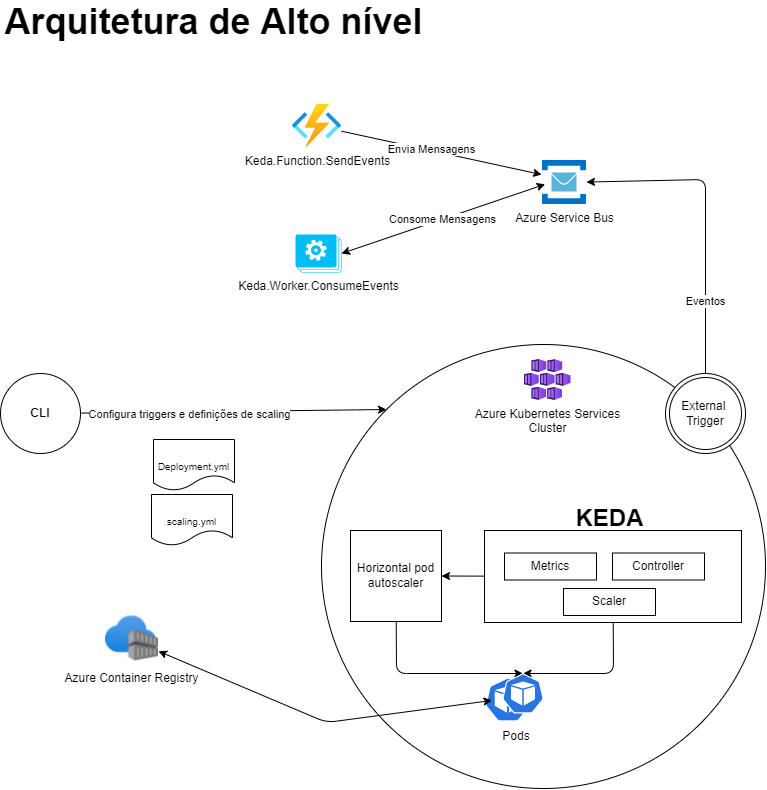 Arquitetura de Alto nível
Keda.Function.SendEvents
Envia Mensagens
Azure Service Bus
Consome Mensagens
Keda.Worker.ConsumeEvents
Eventos
CLI
Configura triggers e definições de scaling
Azure Kubernetes Services
Cluster
External
Trigger
Deployment.yml
scaling.yml
KEDA
Horizontal pod
autoscaler
Metrics
Controller
Scaler
Azure Container Registry
Pods